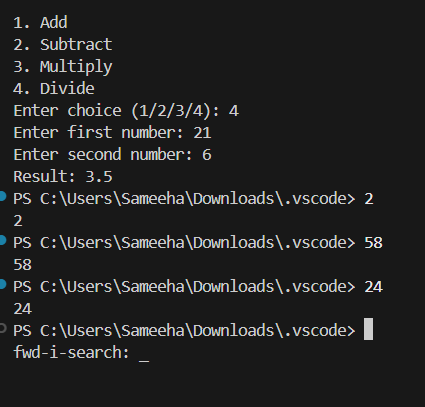 1. Add
2. Subtract
3. Multiply
4. Divide
Enter choice (1/2/3/4): 4
Enter first number: 21
Enter second number: 6
Result: 3.5
PS C:\Users\Sameeha\Downloads\.vscode> 2
2
PS C:\Users\Sameeha\Downloads\.vscode> 58
58
PS C:\Users\Sameeha\Downloads\.vscode> 24
24
PS C:\Users\Sameeha\Downloads\.vscode>
fwd-i-search: _